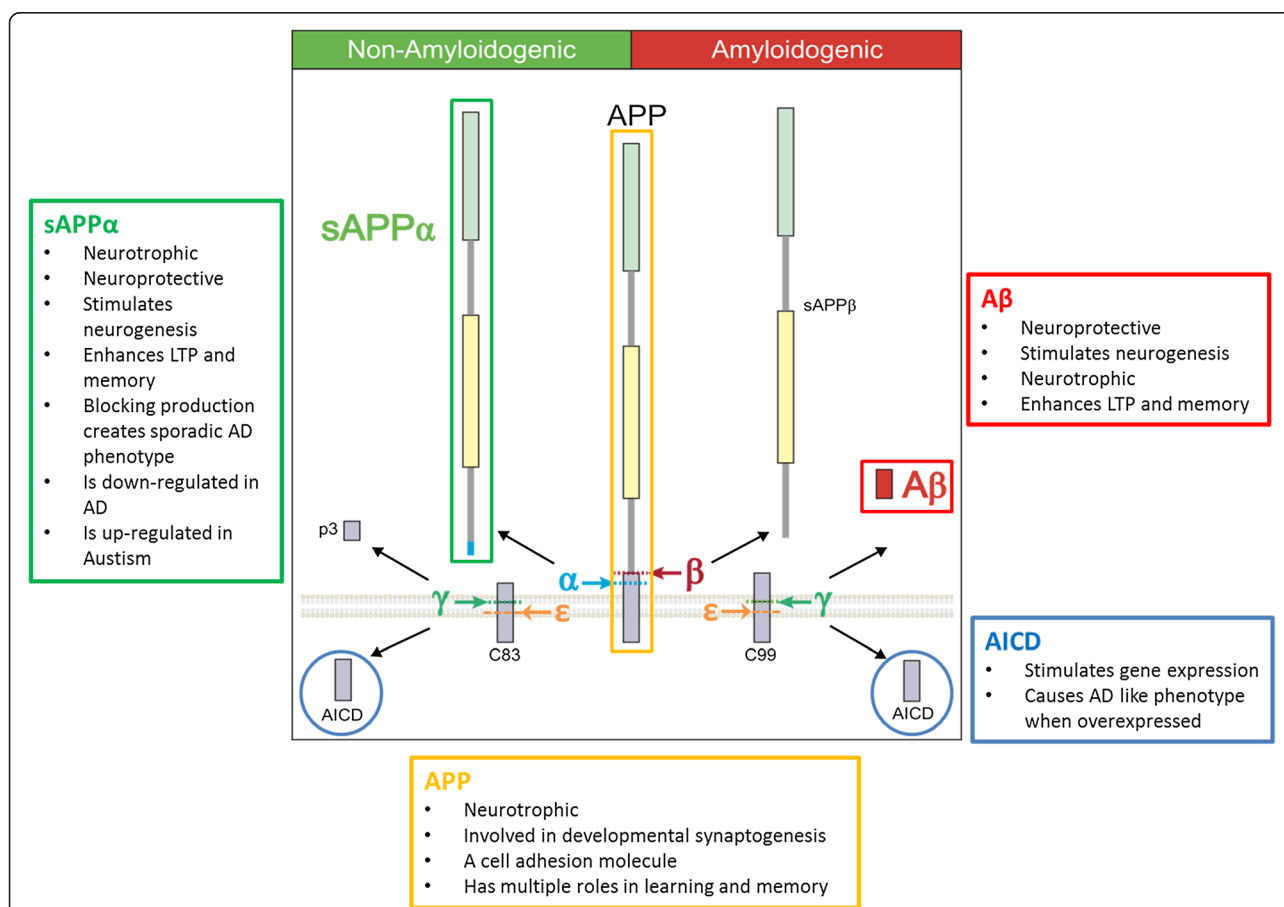 Non-Amyloidogenic
Amyloidogenic
APP
sAPPα
sAPPβ
Aβ
p3
α
β
γ
ε
ε
γ
C83
C99
AICD
AICD
sAPPα
• Neurotrophic
• Neuroprotective
• Stimulates
neurogenesis
• Enhances LTP and
memory
• Blocking production
creates sporadic AD
phenotype
• Is down-regulated in
AD
• Is up-regulated in
Austism
Aβ
• Neuroprotective
• Stimulates neurogenesis
• Neurotrophic
• Enhances LTP and memory
AICD
• Stimulates gene expression
• Causes AD like phenotype
when overexpressed
APP
• Neurotrophic
• Involved in developmental synaptogenesis
• A cell adhesion molecule
• Has multiple roles in learning and memory